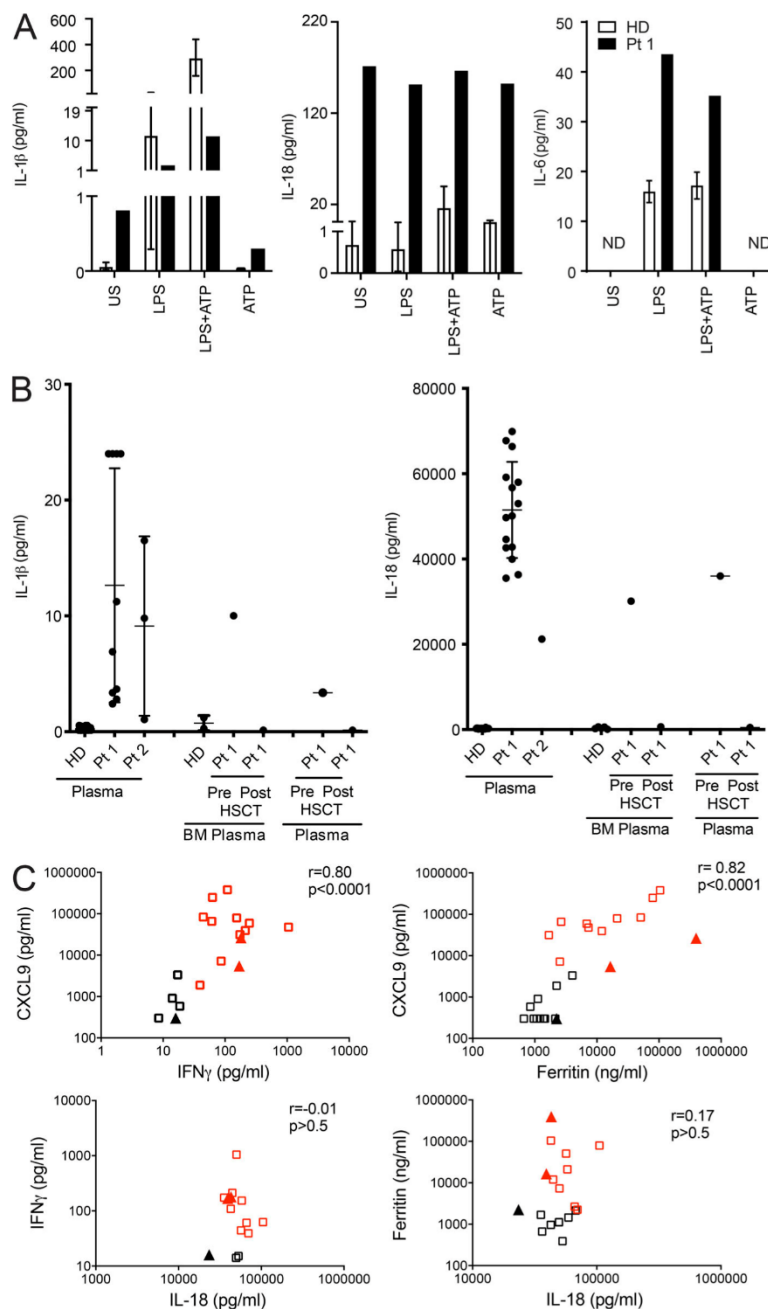 A
IL-1β (pg/ml)
600
400
200
19
10
1
1
0
US
LPS
LPS+ATP
ATP
IL-18 (pg/ml)
220
120
20
1
0
US
LPS
LPS+ATP
ATP
IL-6 (pg/ml)
60
50
40
30
20
10
0
HD
Pt 1
ND
ND
US
LPS
LPS+ATP
ATP
B
IL-1β (pg/ml)
30
20
10
0
HD
Pt 1
Pt 2
HD
Pt 1
Pt 1
Pt 1
Pt 1
Plasma
Pre Post
HSCT
BM Plasma
Pre Post
HSCT
Plasma
IL-18 (pg/ml)
80000
60000
40000
20000
0
HD
Pt 1
Pt 2
HD
Pt 1
Pt 1
Pt 1
Pt 1
Plasma
Pre Post
HSCT
BM Plasma
Pre Post
HSCT
Plasma
C
CXCL9 (pg/ml)
1000000
100000
10000
1000
100
r=0.80
p<0.0001
1
10
100
1000
10000
IFNγ (pg/ml)
CXCL9 (pg/ml)
1000000
100000
10000
1000
100
r= 0.82
p<0.0001
100
1000
10000
100000
1000000
Ferritin (ng/ml)
IFNγ (pg/ml)
10000
1000
100
10
r=-0.01
p>0.5
1000
10000
100000
1000000
IL-18 (pg/ml)
Ferritin (ng/ml)
1000000
100000
10000
1000
100
r=0.17
p>0.5
10000
100000
1000000
IL-18 (pg/ml)